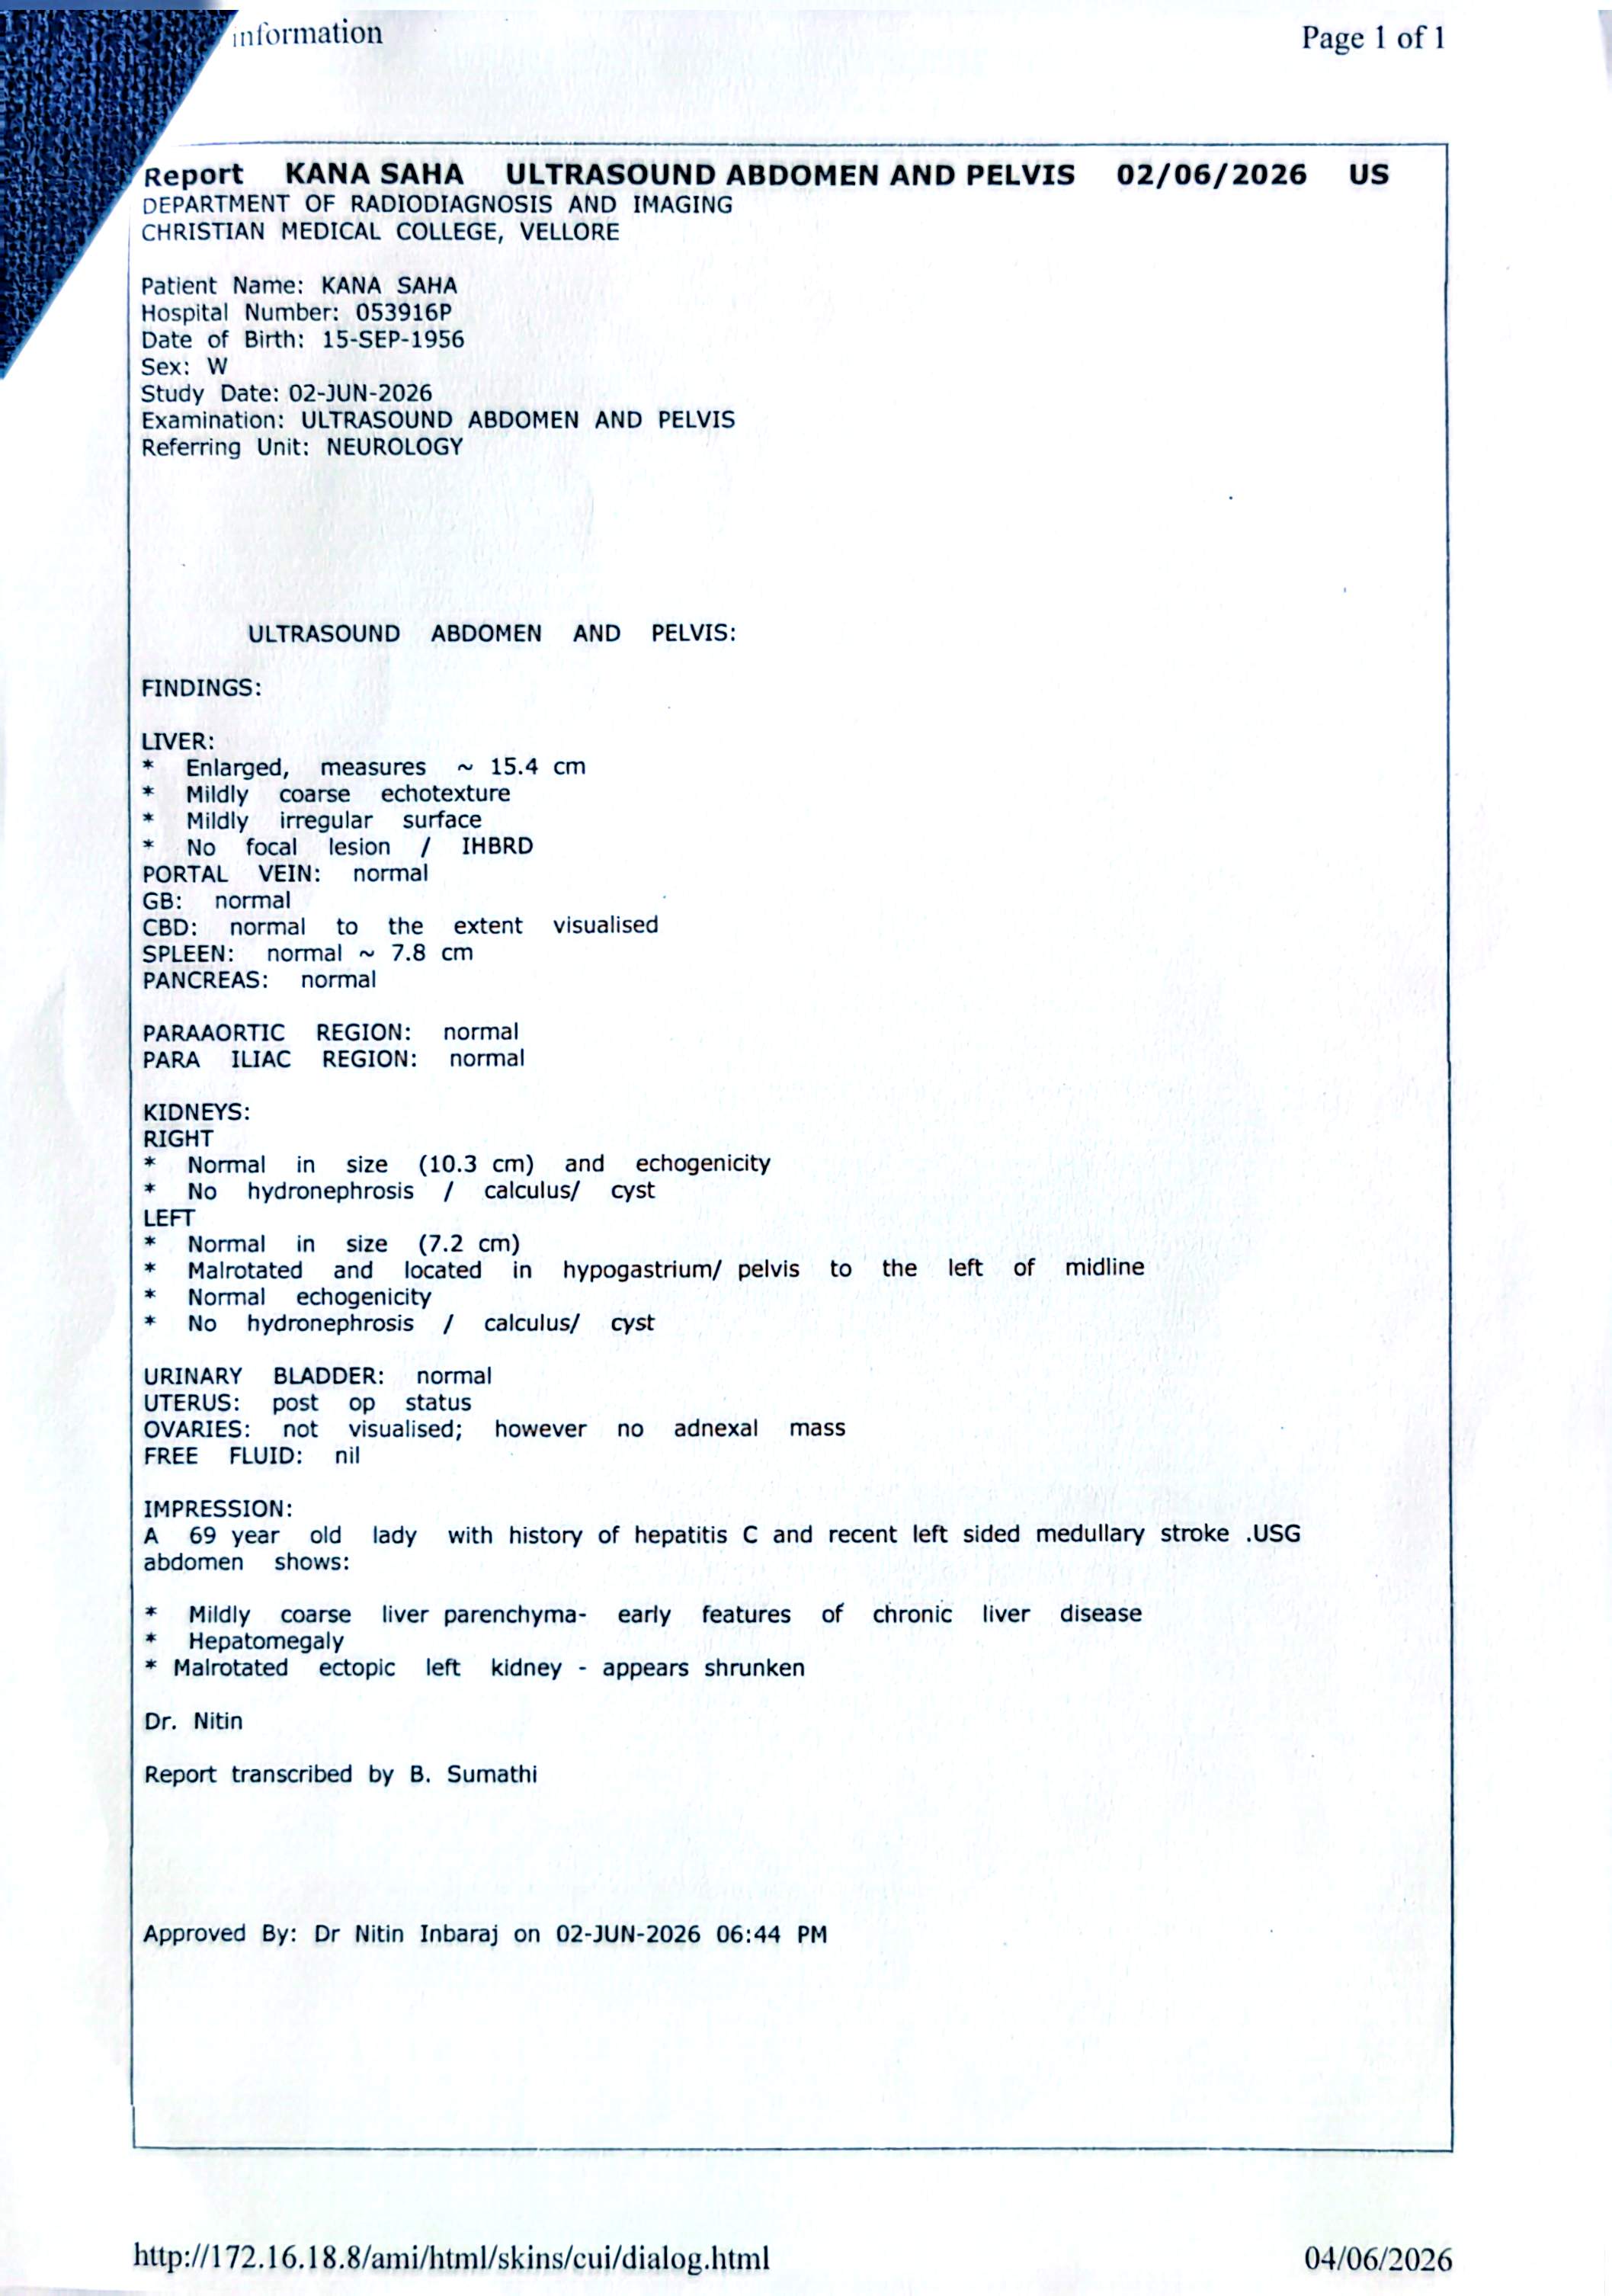 information Page 1 of 1
Report KANA SAHA ULTRASOUND ABDOMEN AND PELVIS 02/06/2026 US
DEPARTMENT OF RADIODIAGNOSIS AND IMAGING
CHRISTIAN MEDICAL COLLEGE, VELLORE
Patient Name: KANA SAHA
Hospital Number: 053916P
Date of Birth: 15-SEP-1956
Sex: W
Study Date: 02-JUN-2026
Examination: ULTRASOUND ABDOMEN AND PELVIS
Referring Unit: NEUROLOGY
ULTRASOUND ABDOMEN AND PELVIS:
FINDINGS:
LIVER:
* Enlarged, measures ~ 15.4 cm
* Mildly coarse echotexture
* Mildly irregular surface
* No focal lesion / IHBRD
PORTAL VEIN: normal
GB: normal
CBD: normal to the extent visualised
SPLEEN: normal ~ 7.8 cm
PANCREAS: normal
PARAAORTIC REGION: normal
PARA ILIAC REGION: normal
KIDNEYS:
RIGHT
* Normal in size (10.3 cm) and echogenicity
* No hydronephrosis / calculus/ cyst
LEFT
* Normal in size (7.2 cm)
* Malrotated and located in hypogastrium/ pelvis to the left of midline
* Normal echogenicity
* No hydronephrosis / calculus/ cyst
URINARY BLADDER: normal
UTERUS: post op status
OVARIES: not visualised; however no adnexal mass
FREE FLUID: nil
IMPRESSION:
A 69 year old lady with history of hepatitis C and recent left sided medullary stroke .USG
abdomen shows:
* Mildly coarse liver parenchyma- early features of chronic liver disease
* Hepatomegaly
* Malrotated ectopic left kidney - appears shrunken
Dr. Nitin
Report transcribed by B. Sumathi
Approved By: Dr Nitin Inbaraj on 02-JUN-2026 06:44 PM
http://172.16.18.8/ami/html/skins/cui/dialog.html 04/06/2026